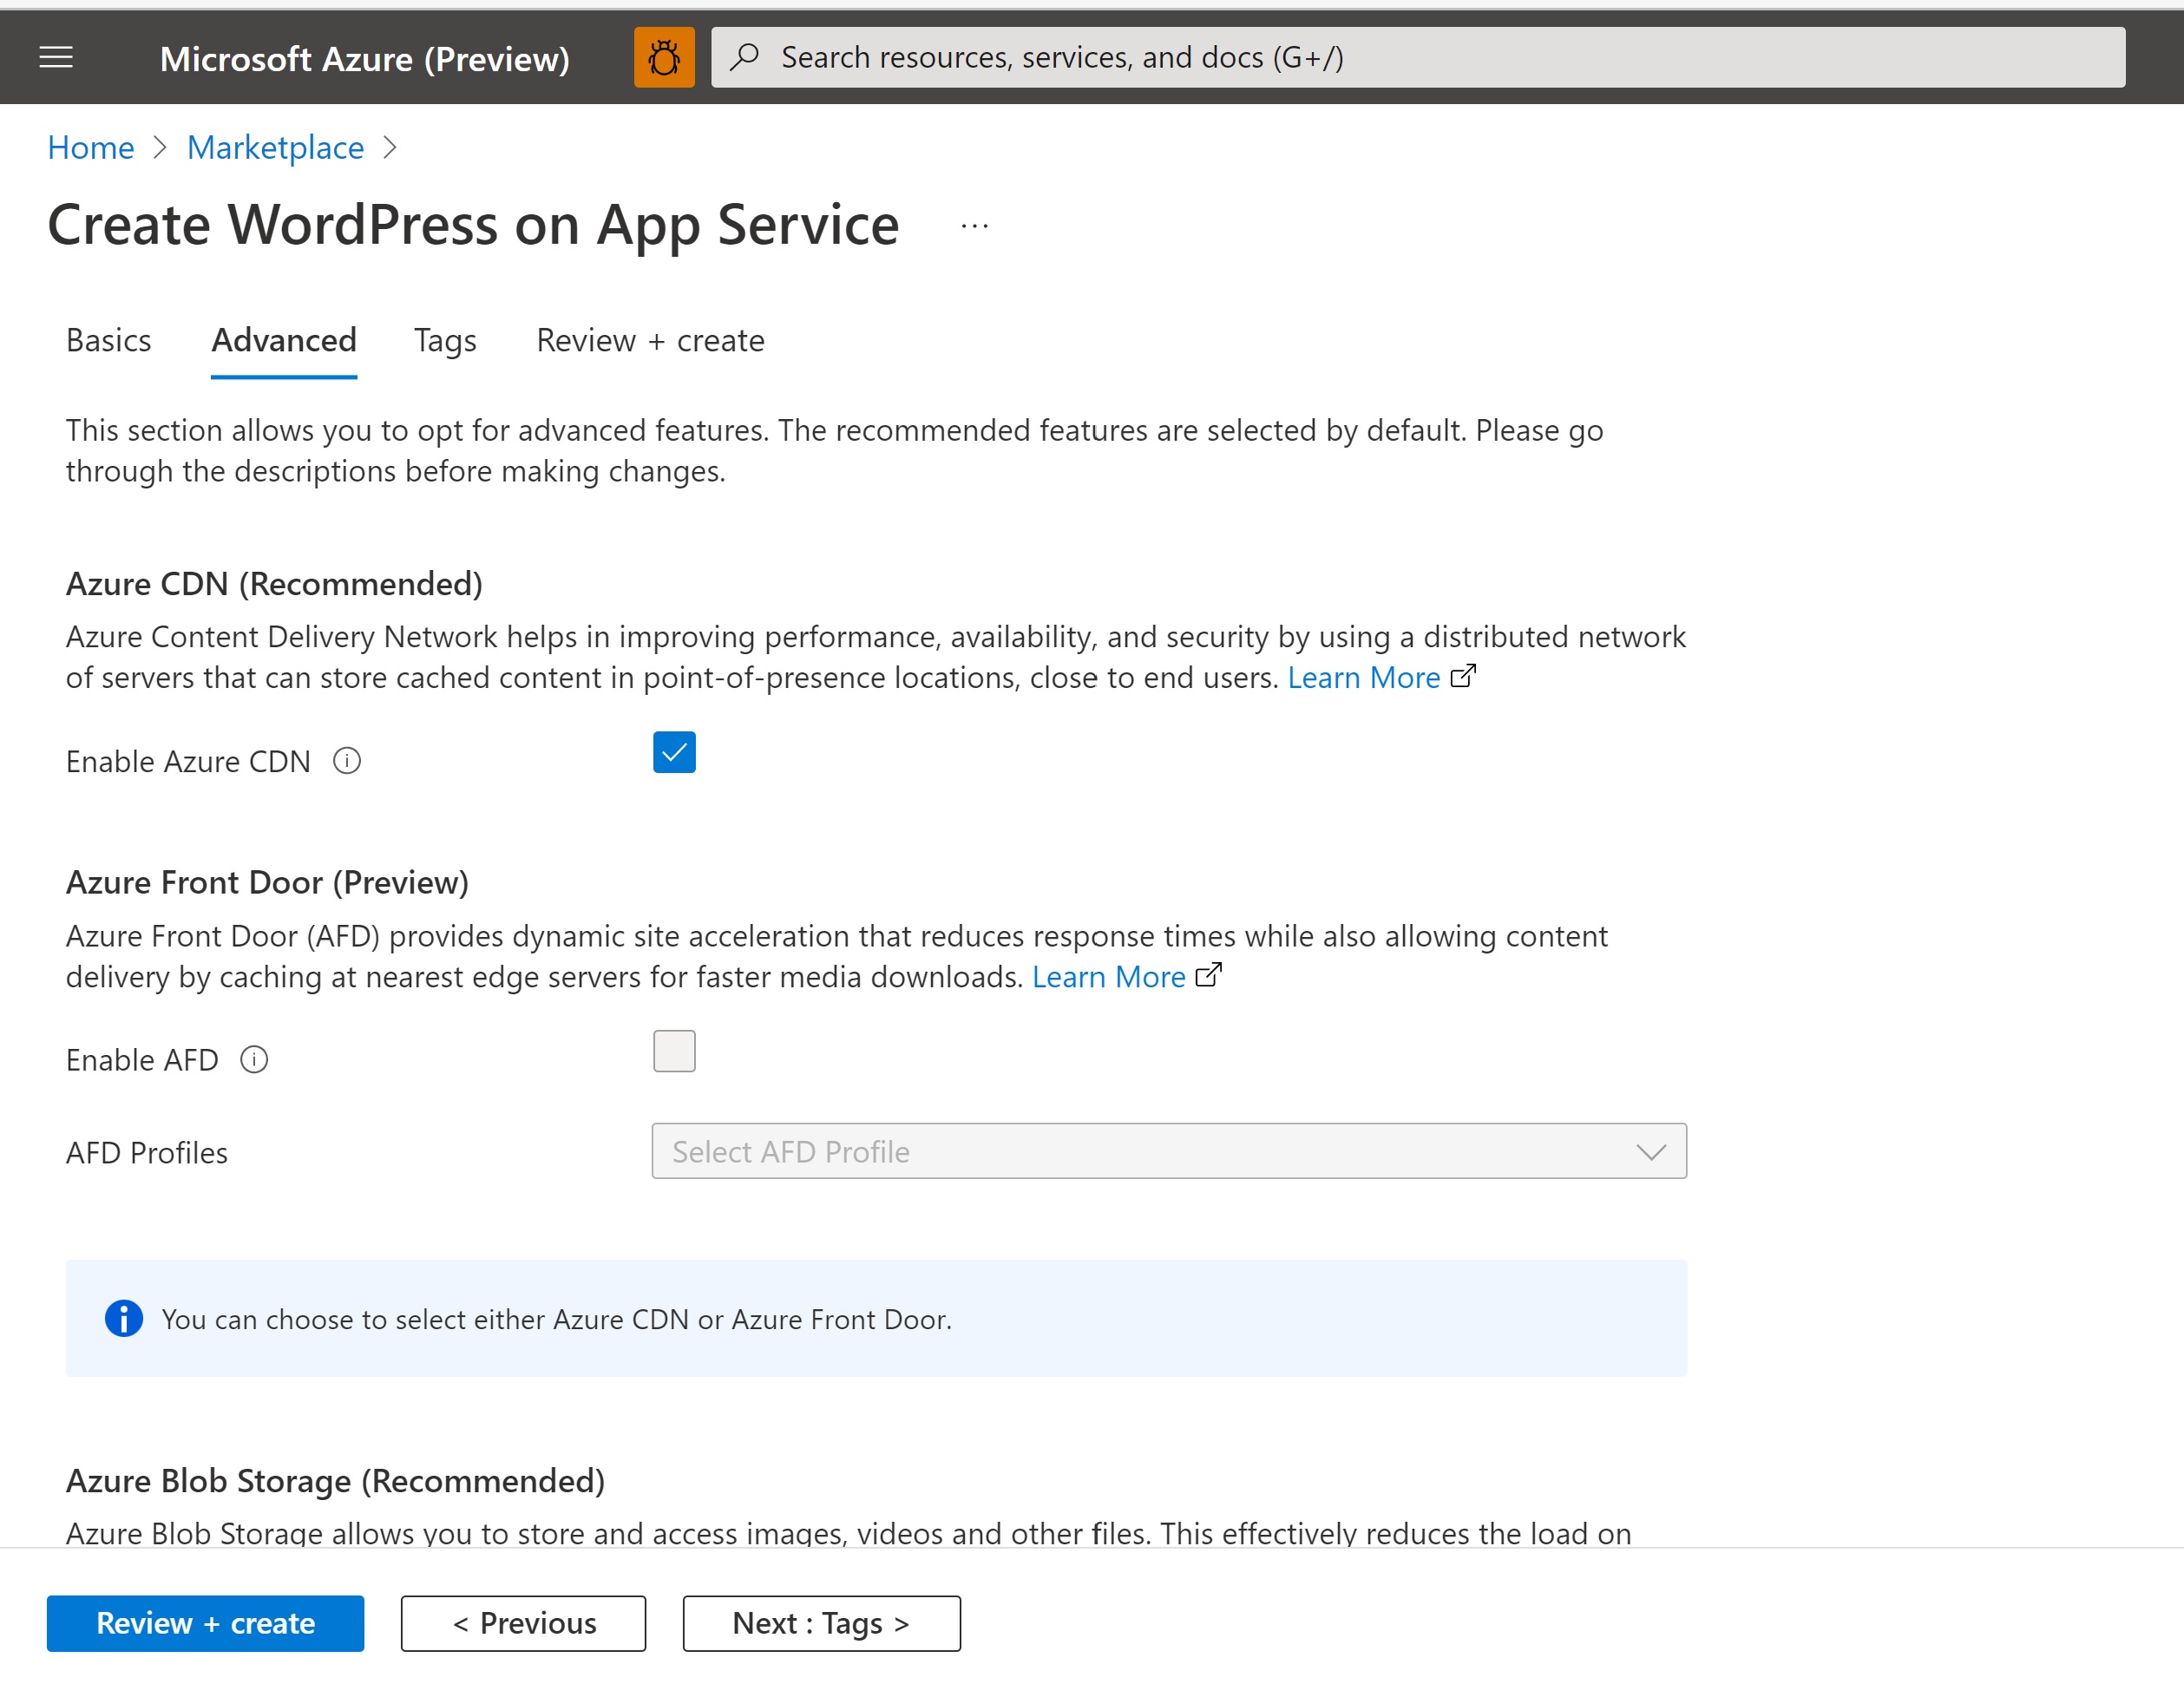 Microsoft Azure (Preview)
Search resources, services, and docs (G+/)
Home > Marketplace >
Create WordPress on App Service ...
Basics Advanced Tags Review + create
This section allows you to opt for advanced features. The recommended features are selected by default. Please go
through the descriptions before making changes.
Azure CDN (Recommended)
Azure Content Delivery Network helps in improving performance, availability, and security by using a distributed network
of servers that can store cached content in point-of-presence locations, close to end users. Learn More
Enable Azure CDN
Azure Front Door (Preview)
Azure Front Door (AFD) provides dynamic site acceleration that reduces response times while also allowing content
delivery by caching at nearest edge servers for faster media downloads. Learn More
Enable AFD
AFD Profiles
Select AFD Profile
You can choose to select either Azure CDN or Azure Front Door.
Azure Blob Storage (Recommended)
Azure Blob Storage allows you to store and access images, videos and other files. This effectively reduces the load on
Review + create
< Previous
Next : Tags >